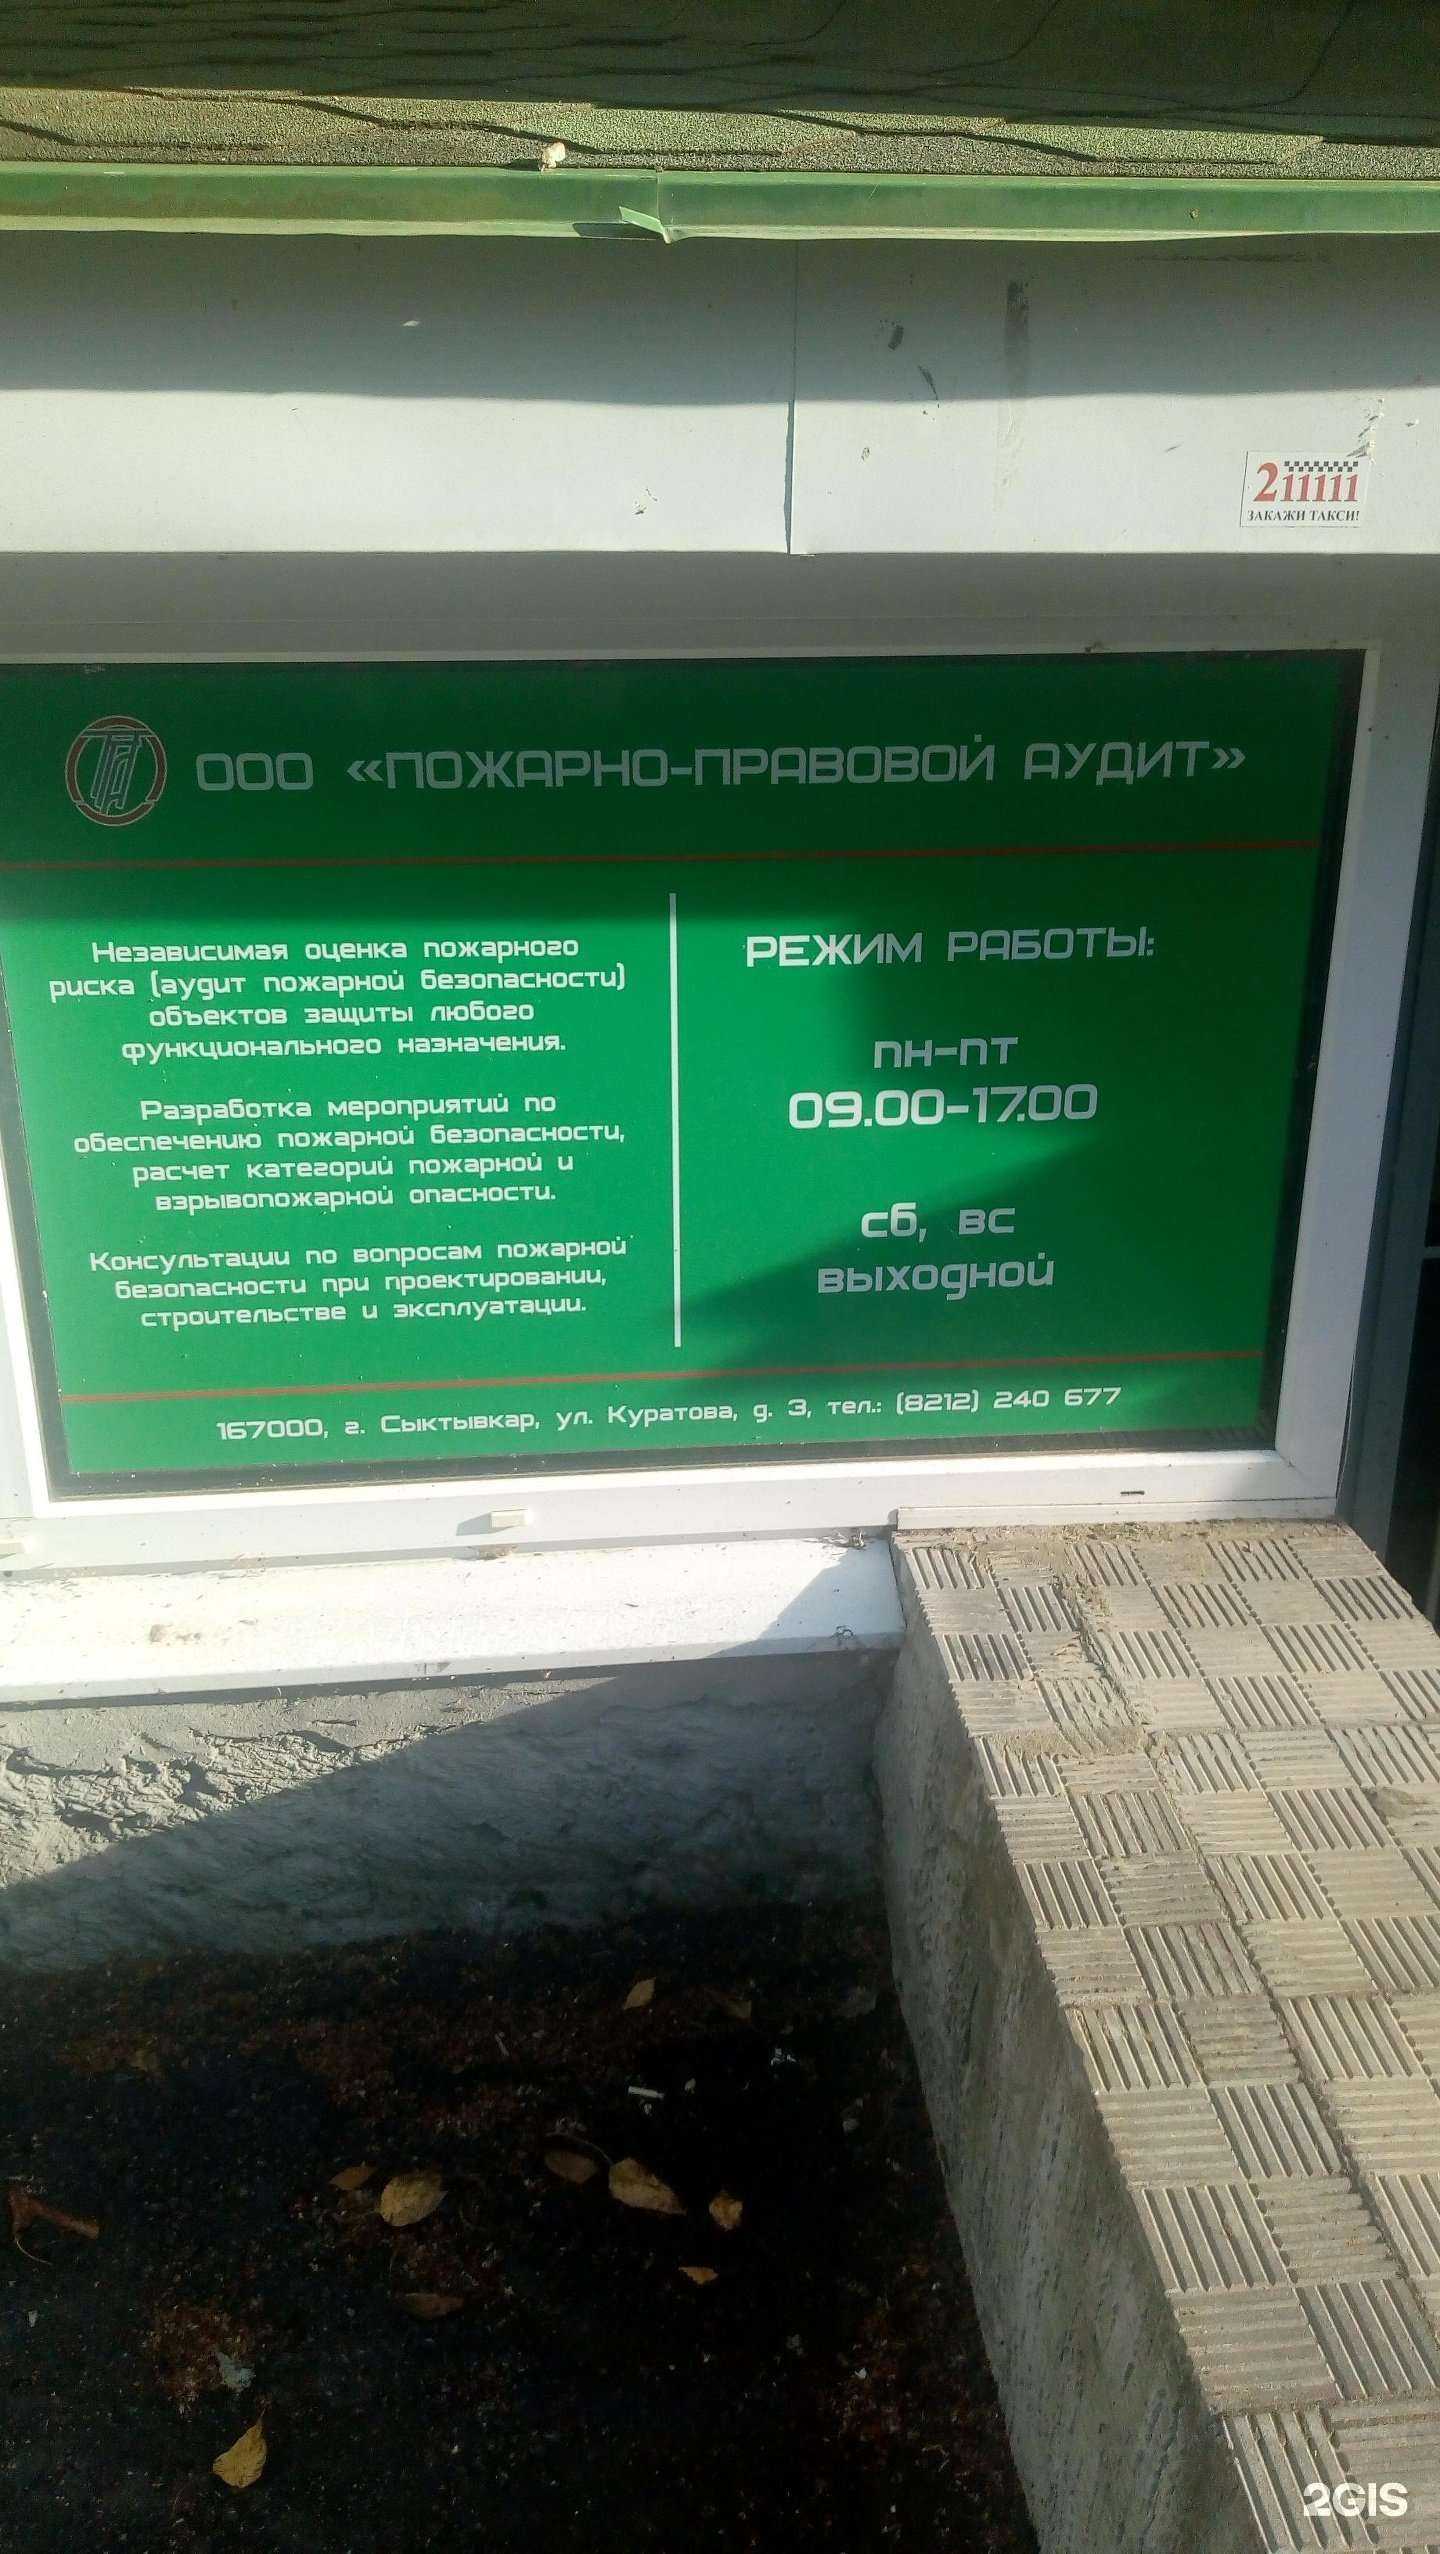 211111
ЗАКАЖИ ТАКСИ!
ООО «ПОЖАРНО-ПРАВОВОЙ АУДИТ»
Независимая оценка пожарного
риска (аудит пожарной безопасности)
объектов защиты любого
функционального назначения.
Разработка мероприятий по
обеспечению пожарной безопасности,
расчет категорий пожарной и
взрывопожарной опасности.
Консультации по вопросам пожарной
безопасности при проектировании,
строительстве и эксплуатации.
РЕЖИМ РАБОТЫ:
пн-пт
09.00-17.00
сб, вс
выходной
167000, г. Сыктывкар, ул. Куратова, д. 3, тел.: (8212) 240 677
2GIS